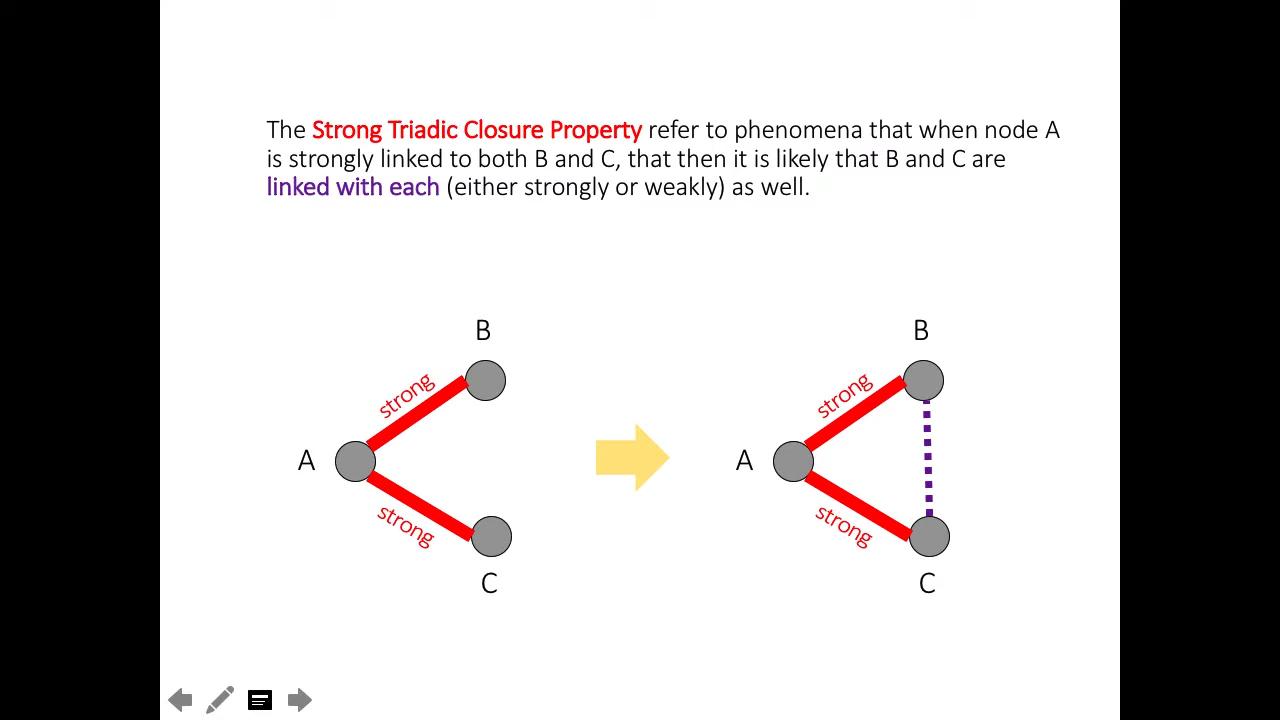 The Strong Triadic Closure Property refer to phenomena that when node A
is strongly linked to both B and C, that then it is likely that B and C are
linked with each (either strongly or weakly) as well.
B
strong
A
strong
C
B
strong
A
strong
C